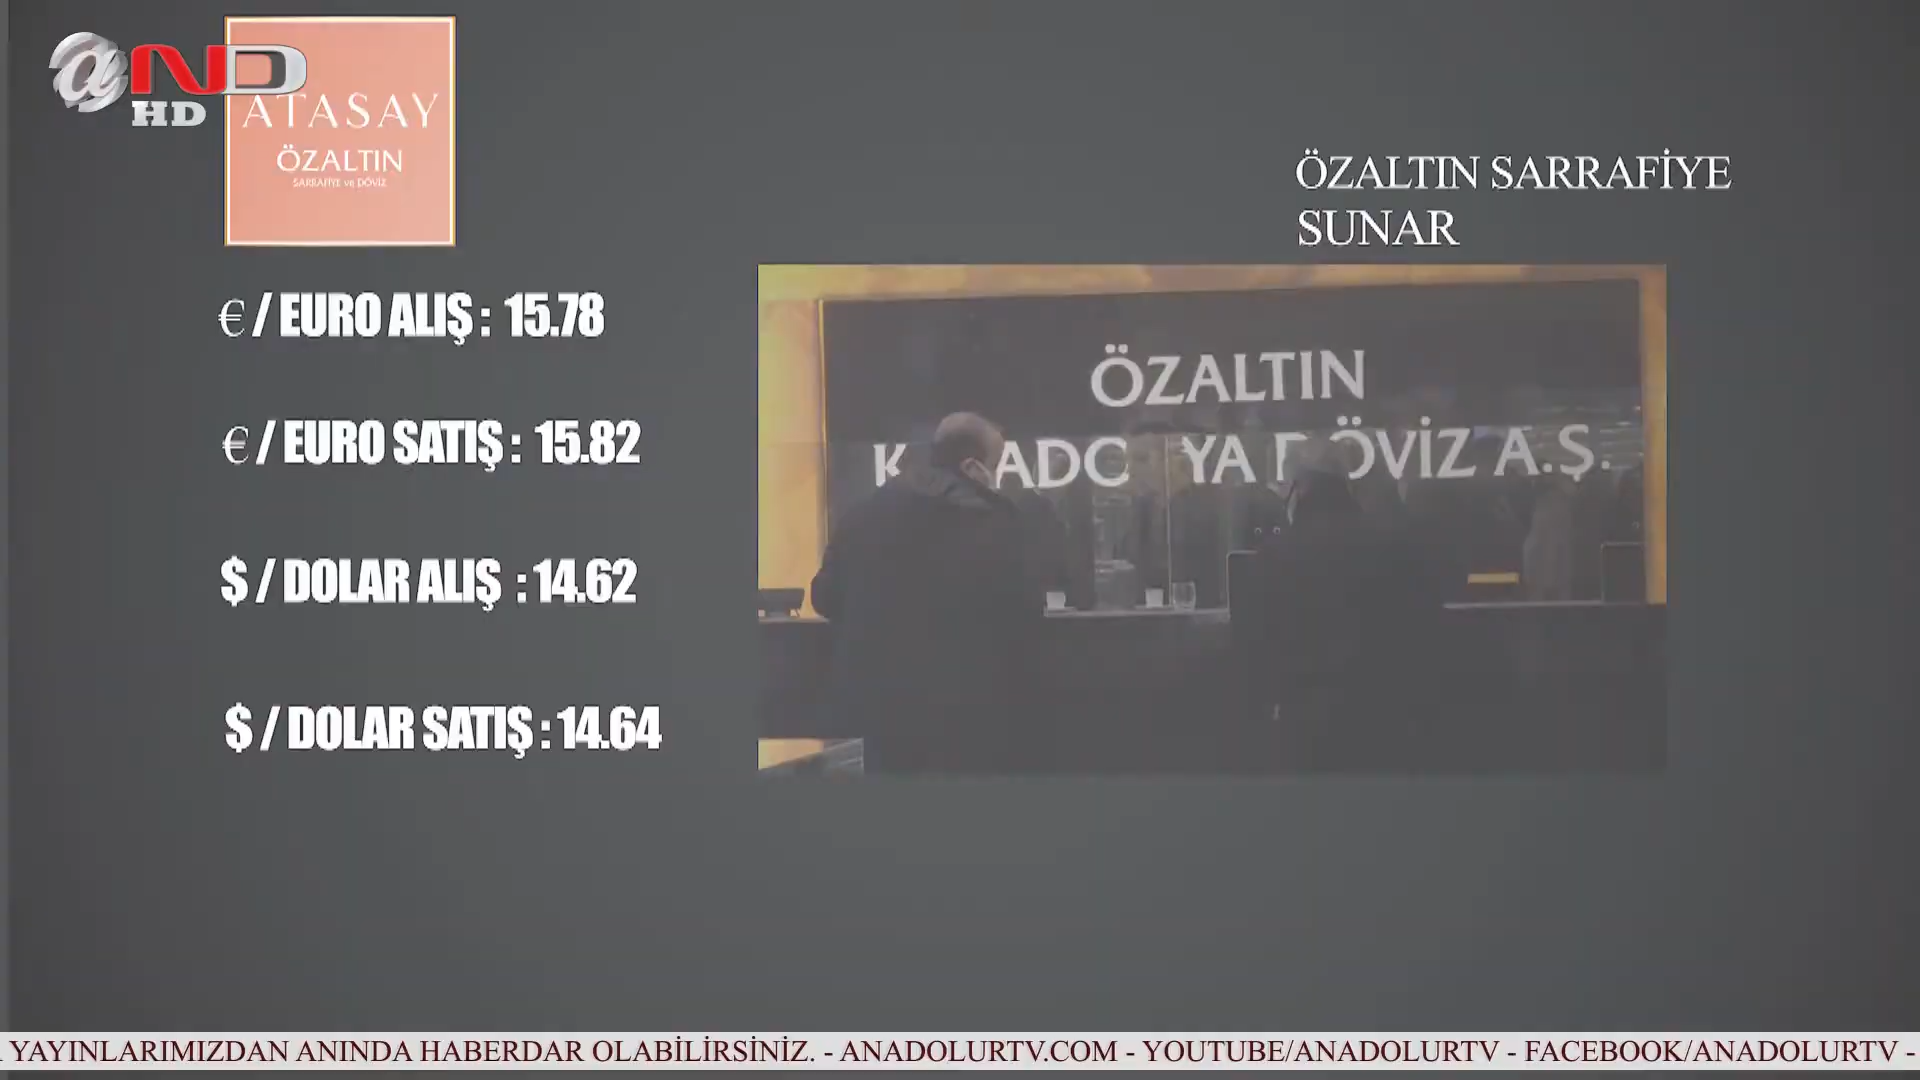 @ND
HD
ATASAY
ÖZALTIN
SARRAFİYE ve DÖVİZ
ÖZALTIN SARRAFİYE
SUNAR
€ / EURO ALIŞ : 15.78
€ / EURO SATIŞ : 15.82
$ / DOLAR ALIŞ : 14.62
$ / DOLAR SATIŞ : 14.64
ÖZALTIN
DÖVİZ A.Ş.
YAYINLARIMIZDAN ANINDA HABERDAR OLABİLİRSİNİZ. - ANADOLURTV.COM - YOUTUBE/ANADOLURTV - FACEBOOK/ANADOLURTV -